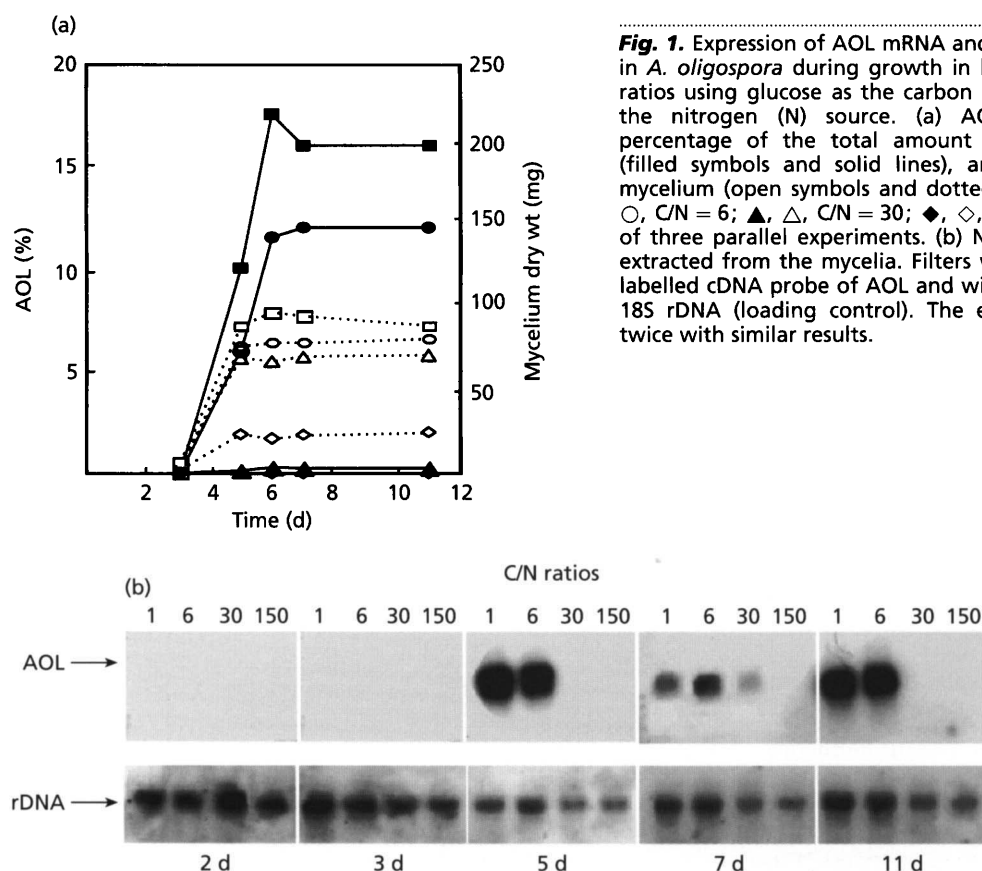 (a)
20
15
10
5
AOL (%)
250
200
150
100
50
Mycelium dry wt (mg)
2 4 6 8 10 12
Time (d)
Fig. 1. Expression of AOL mRNA and
in A. oligospora during growth in
ratios using glucose as the carbon
the nitrogen (N) source. (a)
percentage of the total amount
(filled symbols and solid lines),
mycelium (open symbols and dotted
○, C/N = 6; ▲, △, C/N = 30; ◆, ◇,
of three parallel experiments. (b)
extracted from the mycelia. Filters
labelled cDNA probe of AOL and
18S rDNA (loading control). The
twice with similar results.
(b)
C/N ratios
1 6 30 150 1 6 30 150 1 6 30 150 1 6 30 150 1 6 30 150
AOL
rDNA
2 d 3 d 5 d 7 d 11 d